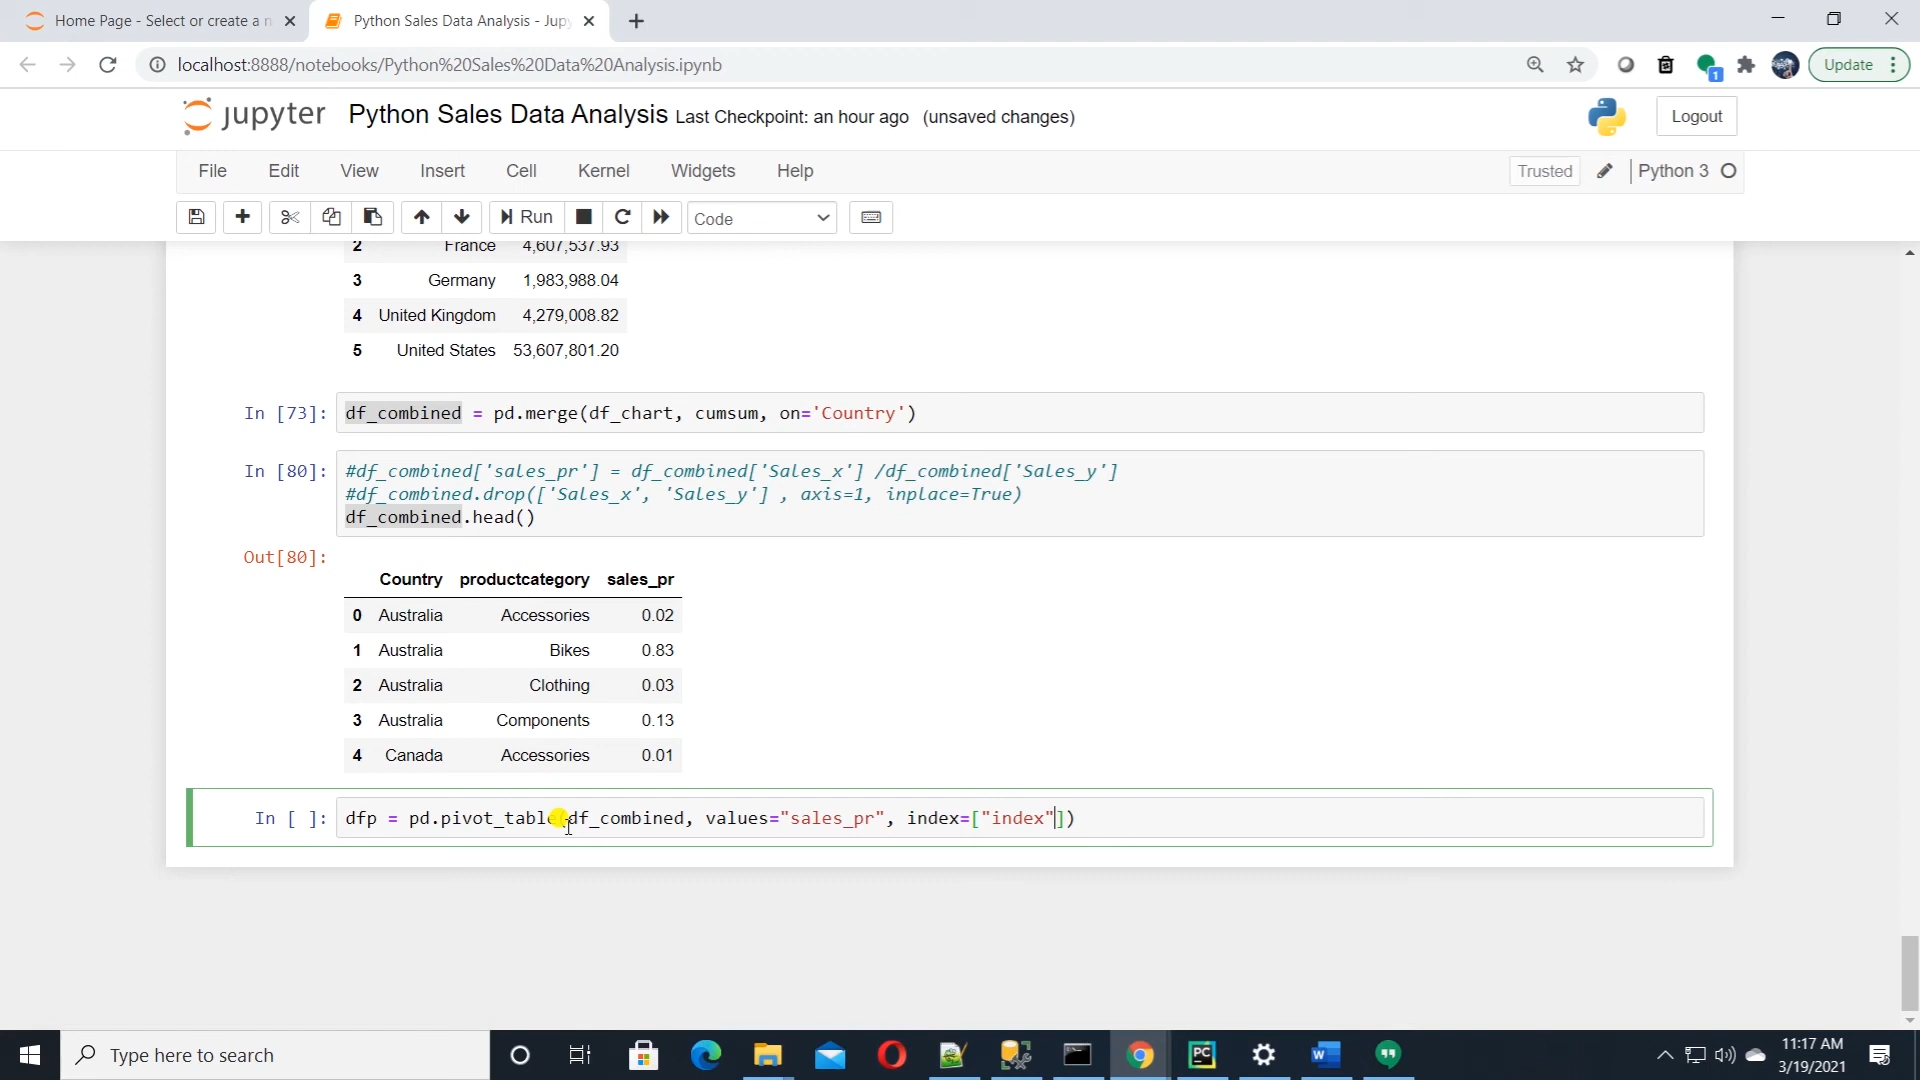 Home Page - Select or create a n
Python Sales Data Analysis - Jup
localhost:8888/notebooks/Python%20Sales%20Data%20Analysis.ipynb
1
Update
jupyter Python Sales Data Analysis Last Checkpoint: an hour ago (unsaved changes)
Logout
File Edit View Insert Cell Kernel Widgets Help
Trusted Python 3
Run Code
2 France 4,607,537.93
3 Germany 1,983,988.04
4 United Kingdom 4,279,008.82
5 United States 53,607,801.20
In [73]: df_combined = pd.merge(df_chart, cumsum, on='Country')
In [80]: #df_combined['sales_pr'] = df_combined['Sales_x'] /df_combined['Sales_y']
#df_combined.drop(['Sales_x', 'Sales_y'] , axis=1, inplace=True)
df_combined.head()
Out[80]:
Country productcategory sales_pr
0 Australia Accessories 0.02
1 Australia Bikes 0.83
2 Australia Clothing 0.03
3 Australia Components 0.13
4 Canada Accessories 0.01
In [ ]: dfp = pd.pivot_table(df_combined, values="sales_pr", index=["index"])
Type here to search
PC
W
11:17 AM
3/19/2021